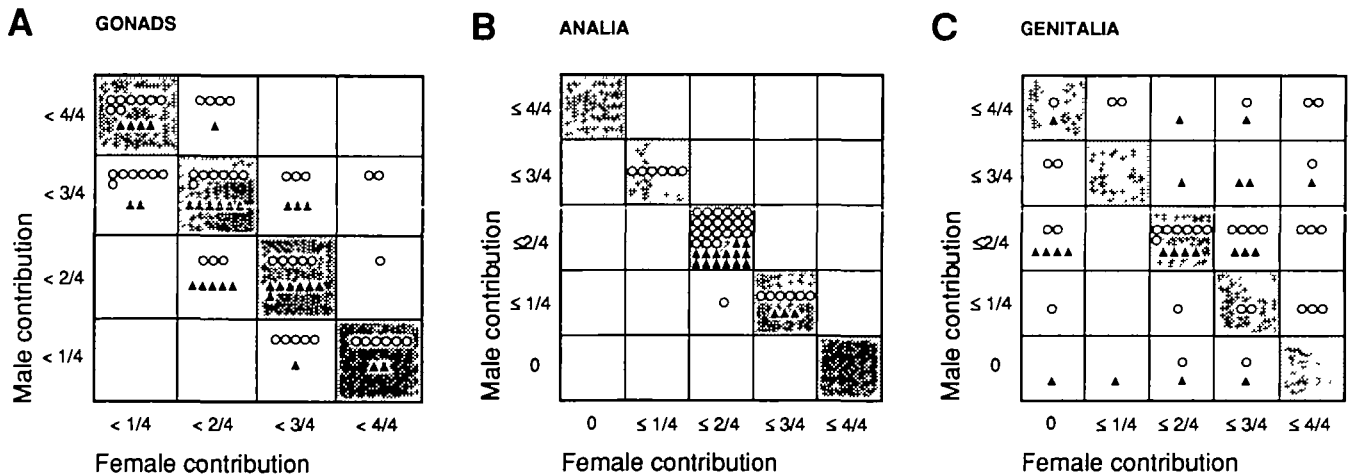 A GONADS
Male contribution
< 4/4
< 3/4
< 2/4
< 1/4
< 1/4 < 2/4 < 3/4 < 4/4
Female contribution
B ANALIA
Male contribution
≤ 4/4
≤ 3/4
≤2/4
≤ 1/4
0
0 ≤ 1/4 ≤ 2/4 ≤ 3/4 ≤ 4/4
Female contribution
C GENITALIA
Male contribution
≤ 4/4
≤ 3/4
≤2/4
≤ 1/4
0
0 ≤ 1/4 ≤ 2/4 ≤ 3/4 ≤ 4/4
Female contribution